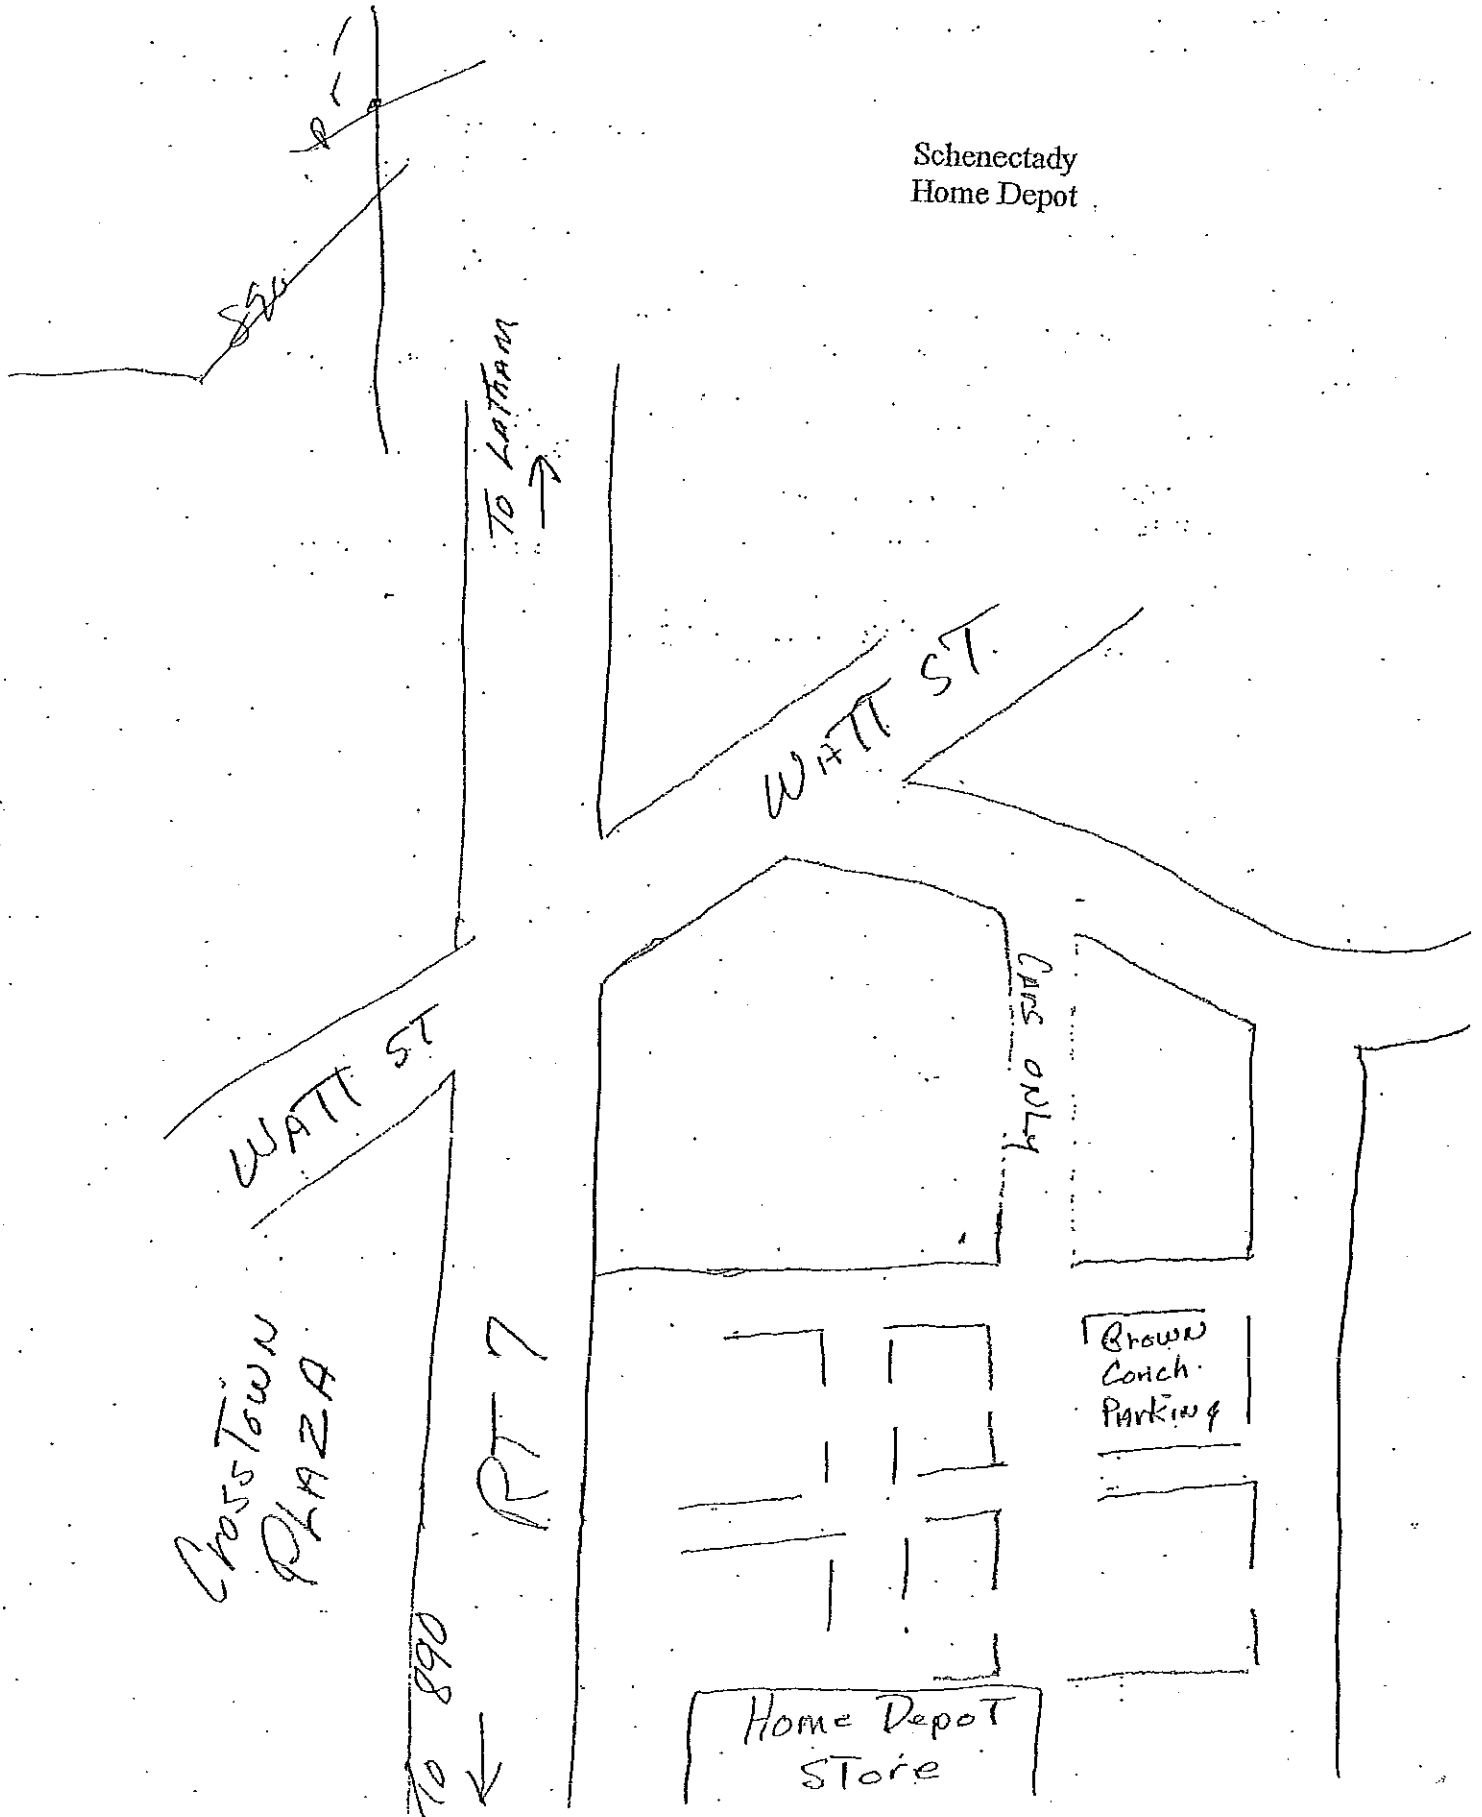 Schenectady
Home Depot
890
TO LATHAM
WATT ST.
WATT ST
CARS ONLY
CrossTown
PLAZA
RT 7
Brown
Coach
Parking
TO 890
Home DepoT
STore